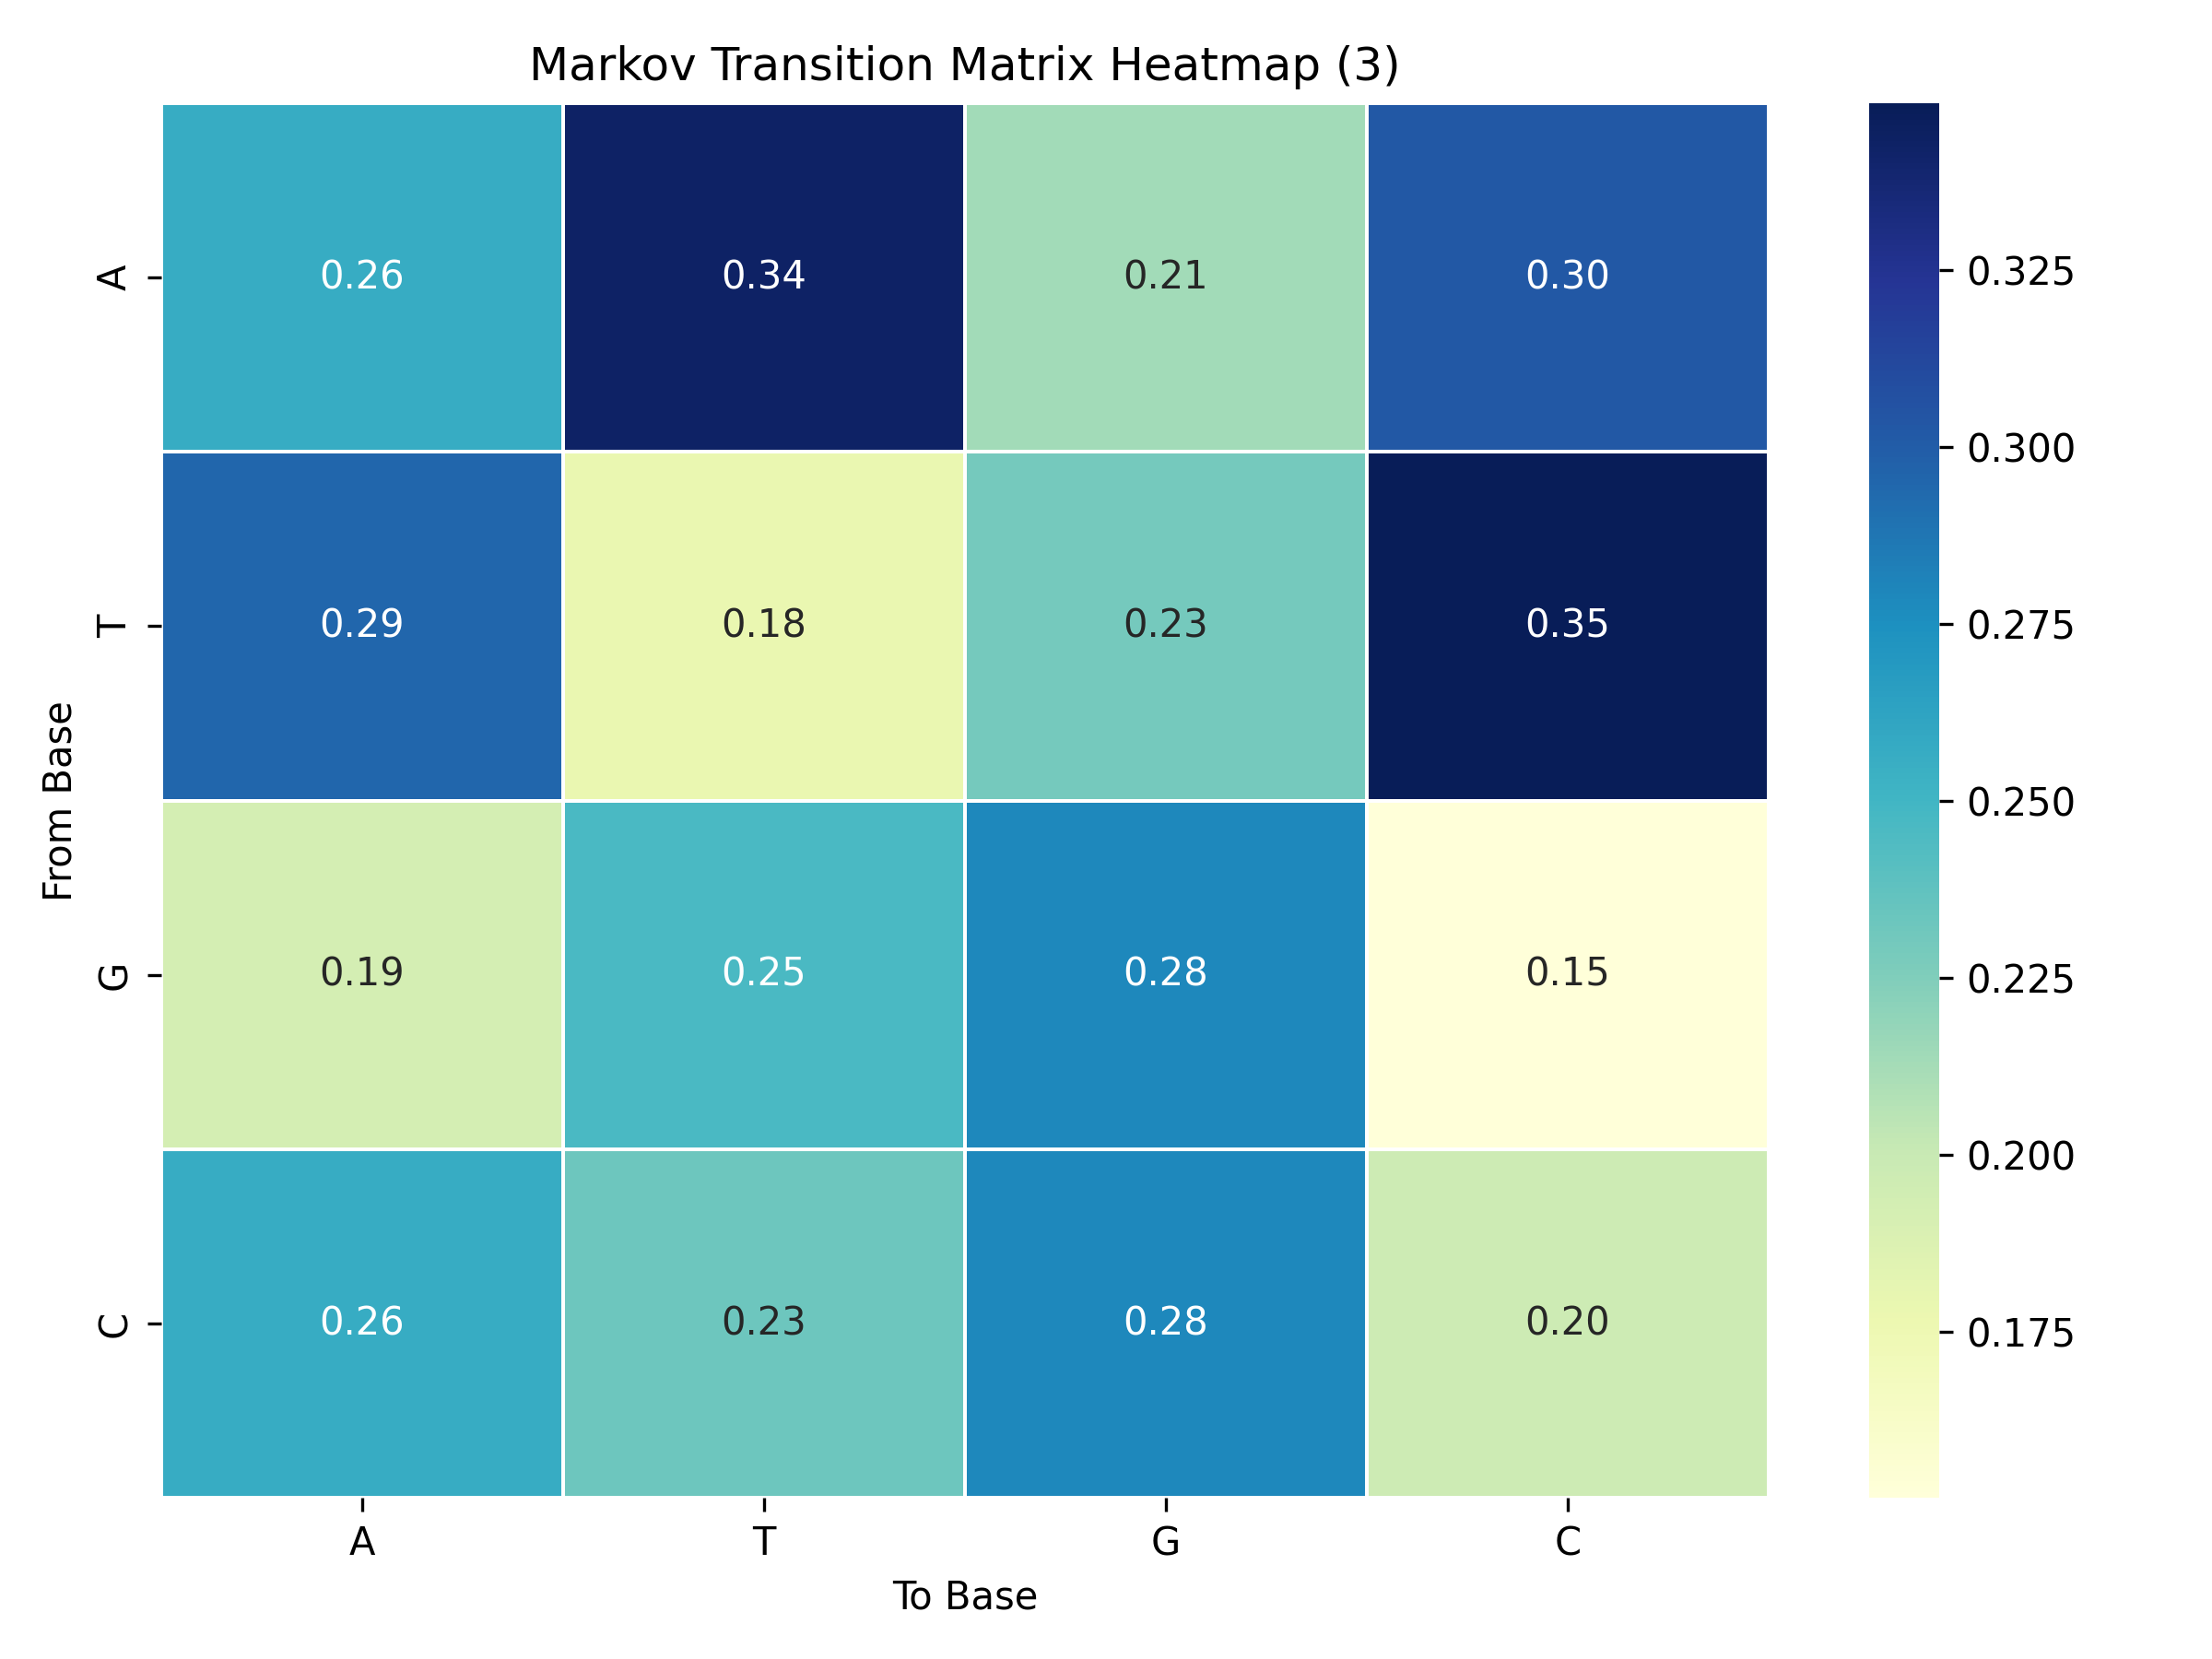 Markov Transition Matrix Heatmap (3)
A 0.26 0.34 0.21 0.30
T 0.29 0.18 0.23 0.35
G 0.19 0.25 0.28 0.15
C 0.26 0.23 0.28 0.20
From Base
A T G C
To Base
0.325
0.300
0.275
0.250
0.225
0.200
0.175